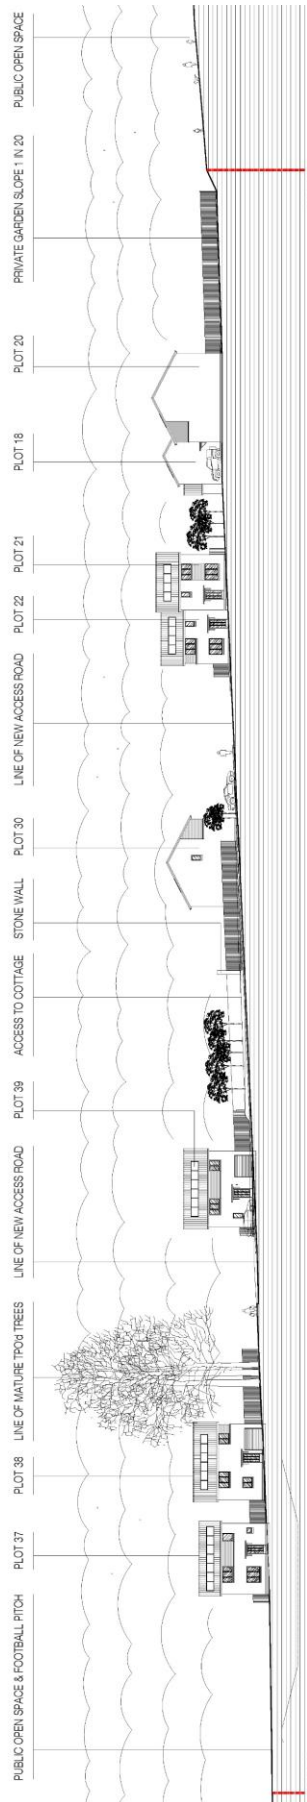 PUBLIC OPEN SPACE & FOOTBALL PITCH
PLOT 37
PLOT 38
LINE OF MATURE TPOd TREES
LINE OF NEW ACCESS ROAD
PLOT 39
ACCESS TO COTTAGE
STONE WALL
PLOT 30
LINE OF NEW ACCESS ROAD
PLOT 22
PLOT 21
PLOT 18
PLOT 20
PRIVATE GARDEN SLOPE 1 IN 20
PUBLIC OPEN SPACE